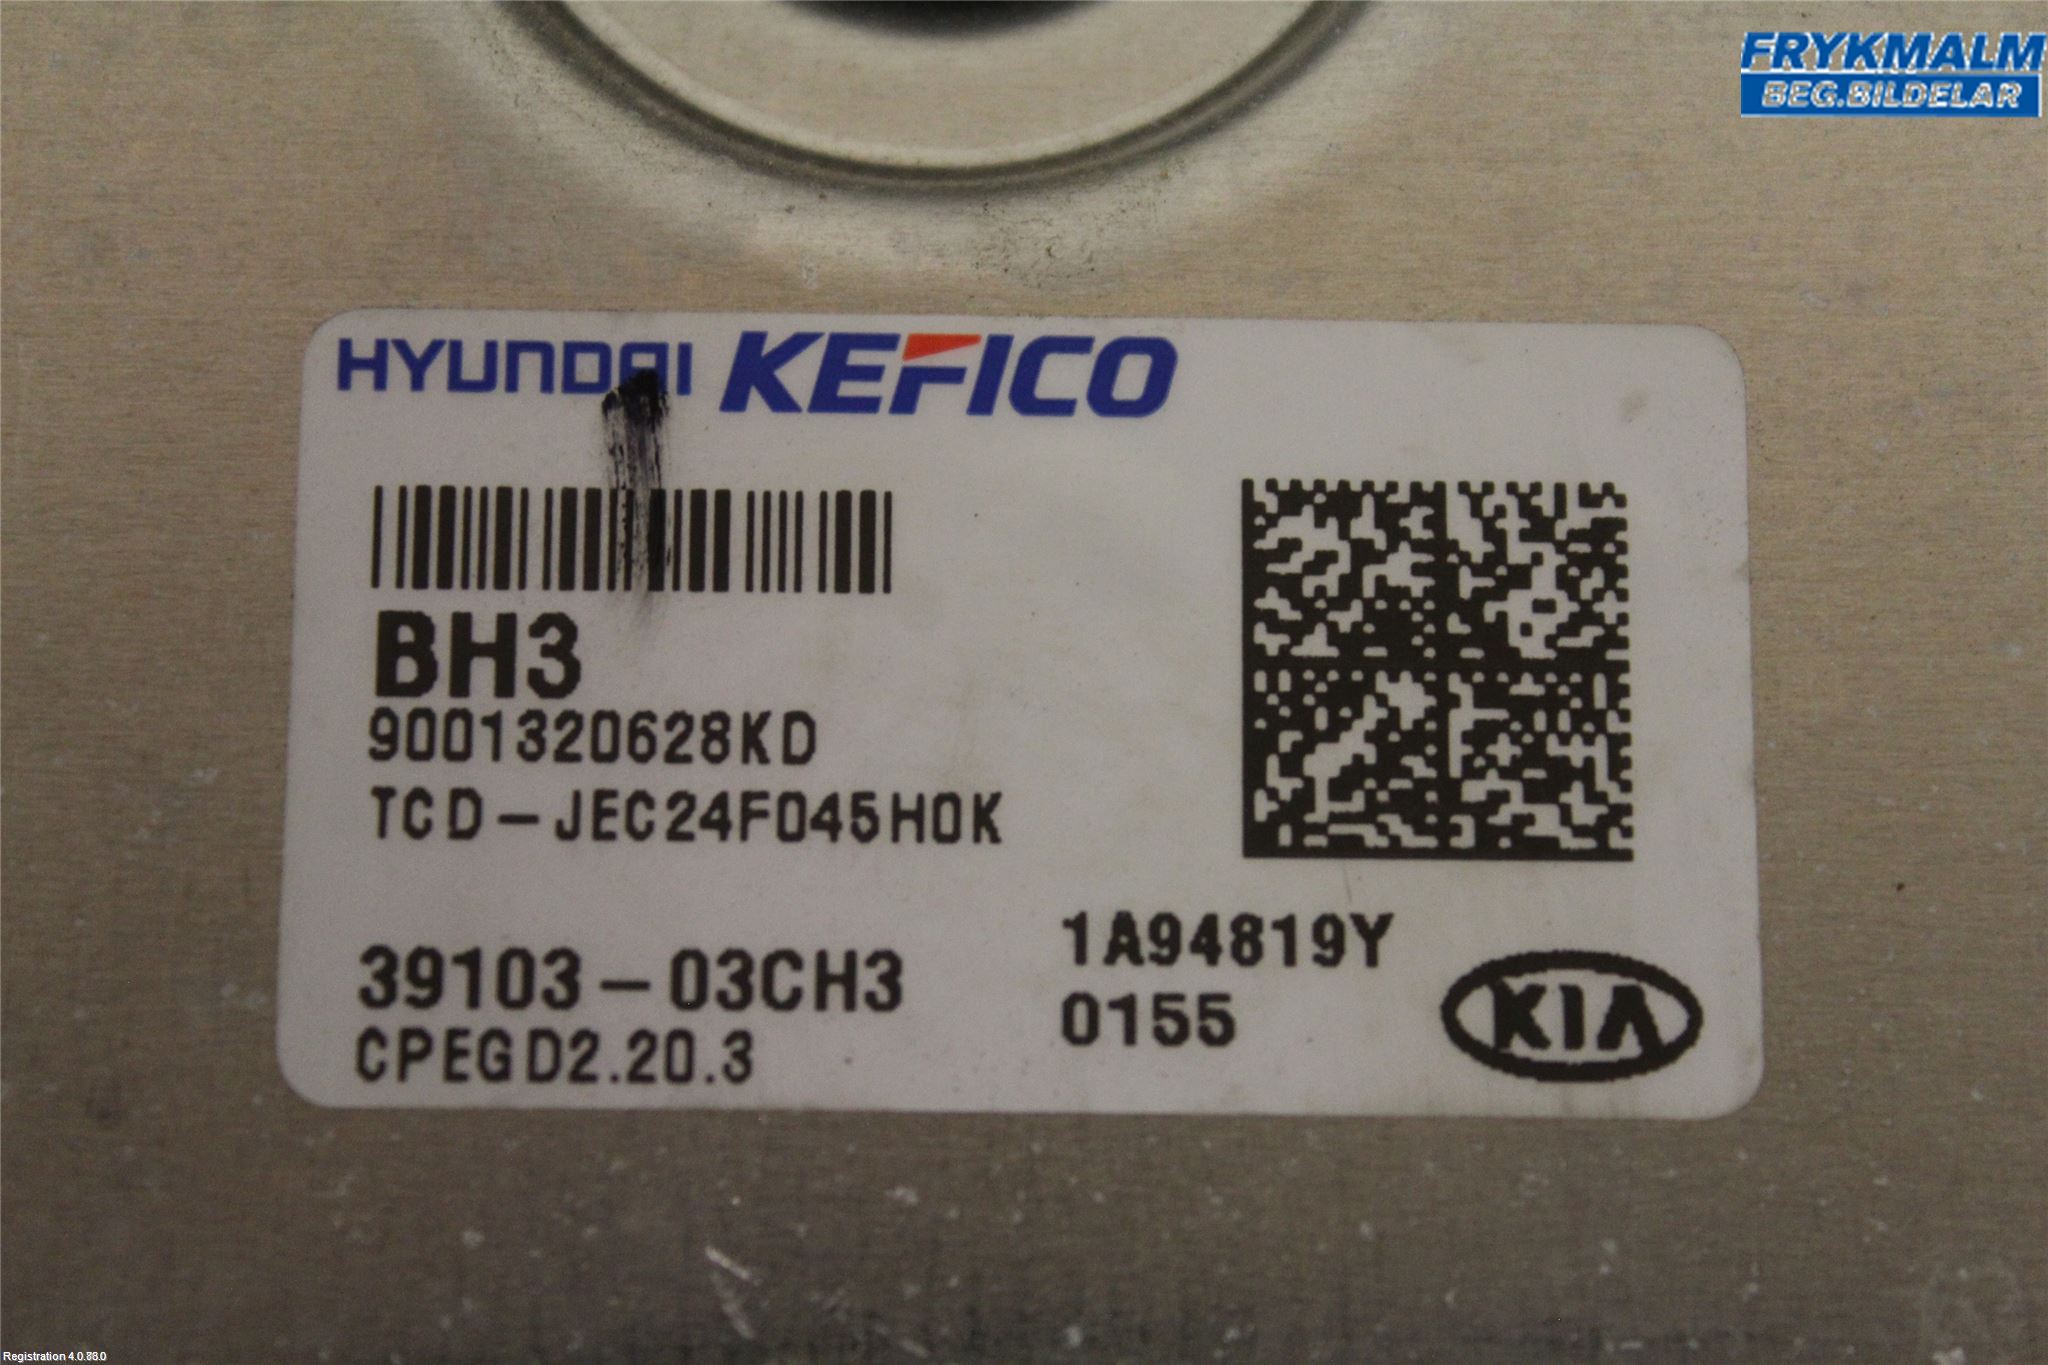 FRYKMALM
BEG.BILDELAR
HYUNDAI KEFICO
BH3
9001320628KD
TCD-JEC24F045H0K
39103-03CH3
CPEGD2.20.3
1A94819Y
0155
KIA
Registration 4.0.88.0